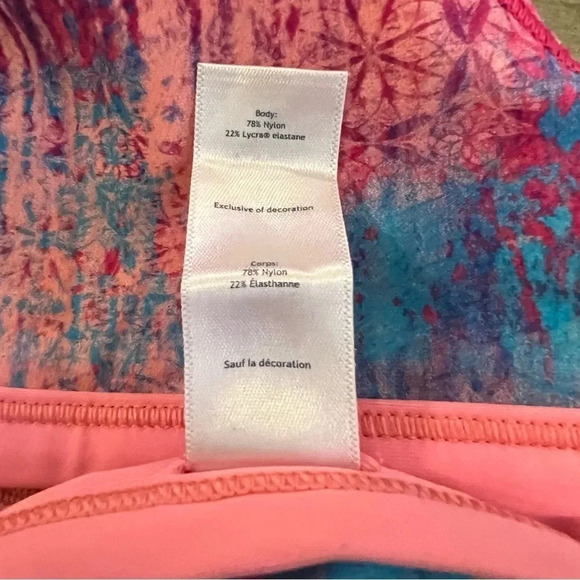 Body:
78% Nylon
22% Lycra® elastane
Exclusive of decoration
Corps:
78% Nylon
22% Élasthanne
Sauf la décoration